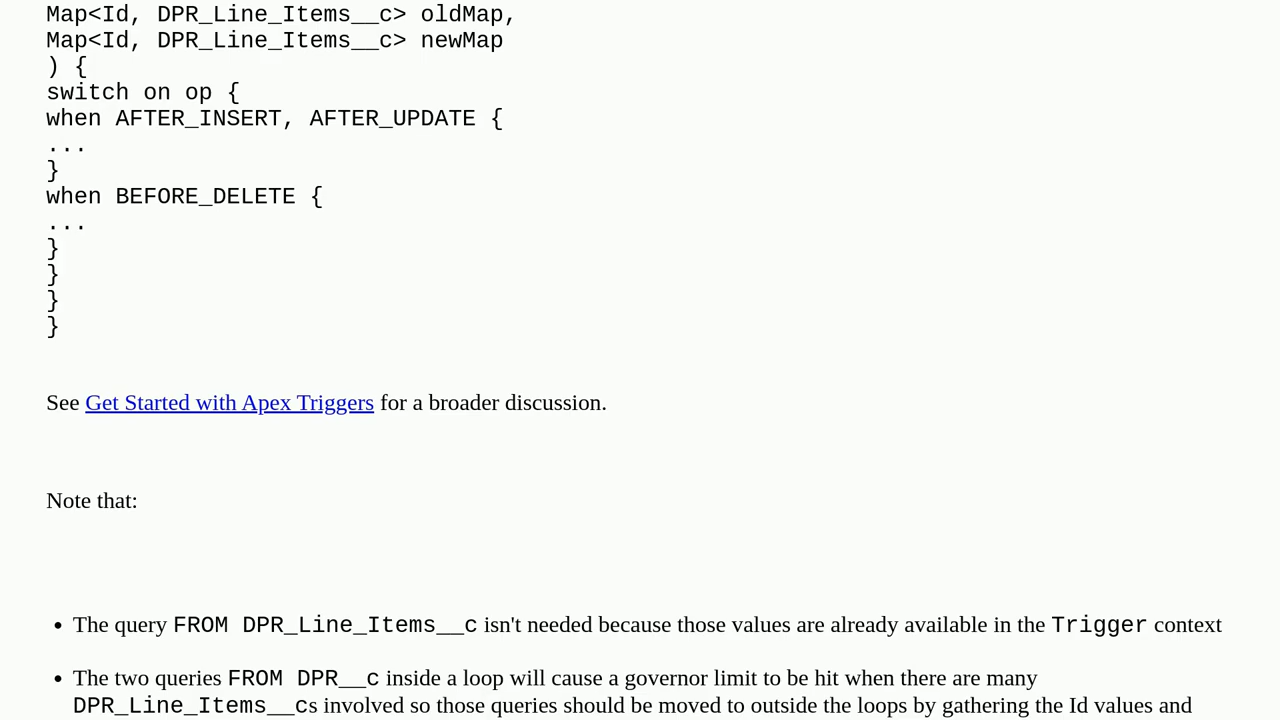 Map<Id, DPR_Line_Items__c> oldMap,
Map<Id, DPR_Line_Items__c> newMap
) {
switch on op {
when AFTER_INSERT, AFTER_UPDATE {
...
}
when BEFORE_DELETE {
...
}
}
}
}
See Get Started with Apex Triggers for a broader discussion.
Note that:
• The query FROM DPR_Line_Items__c isn't needed because those values are already available in the Trigger context
• The two queries FROM DPR__c inside a loop will cause a governor limit to be hit when there are many
DPR_Line_Items__cs involved so those queries should be moved to outside the loops by gathering the Id values and